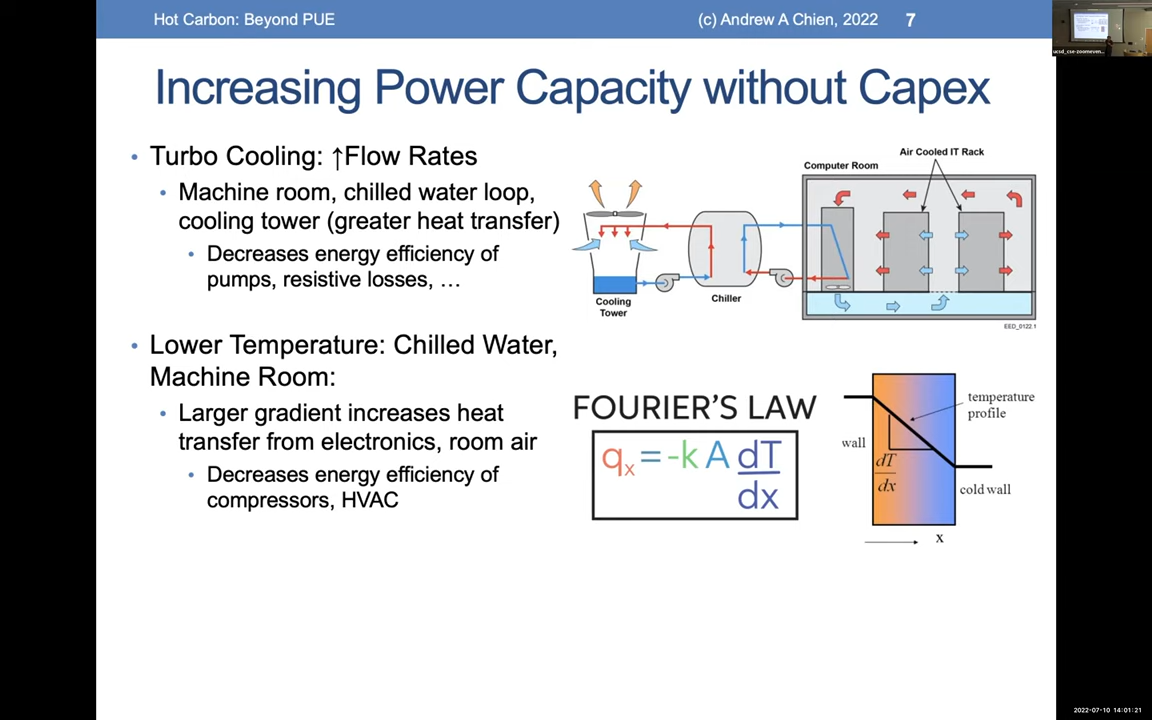 Hot Carbon: Beyond PUE
(c) Andrew A Chien, 2022
7
ucsd_cse-zoomeven...
Increasing Power Capacity without Capex
• Turbo Cooling: ↑Flow Rates
• Machine room, chilled water loop,
cooling tower (greater heat transfer)
• Decreases energy efficiency of
pumps, resistive losses, …
Air Cooled IT Rack
Computer Room
Cooling
Tower
Chiller
EED_0122.1
• Lower Temperature: Chilled Water,
Machine Room:
• Larger gradient increases heat
transfer from electronics, room air
• Decreases energy efficiency of
compressors, HVAC
FOURIER'S LAW
qx = -k A dT
dx
temperature
profile
wall
dT
dx
cold wall
x
2022-07-10 14:01:21